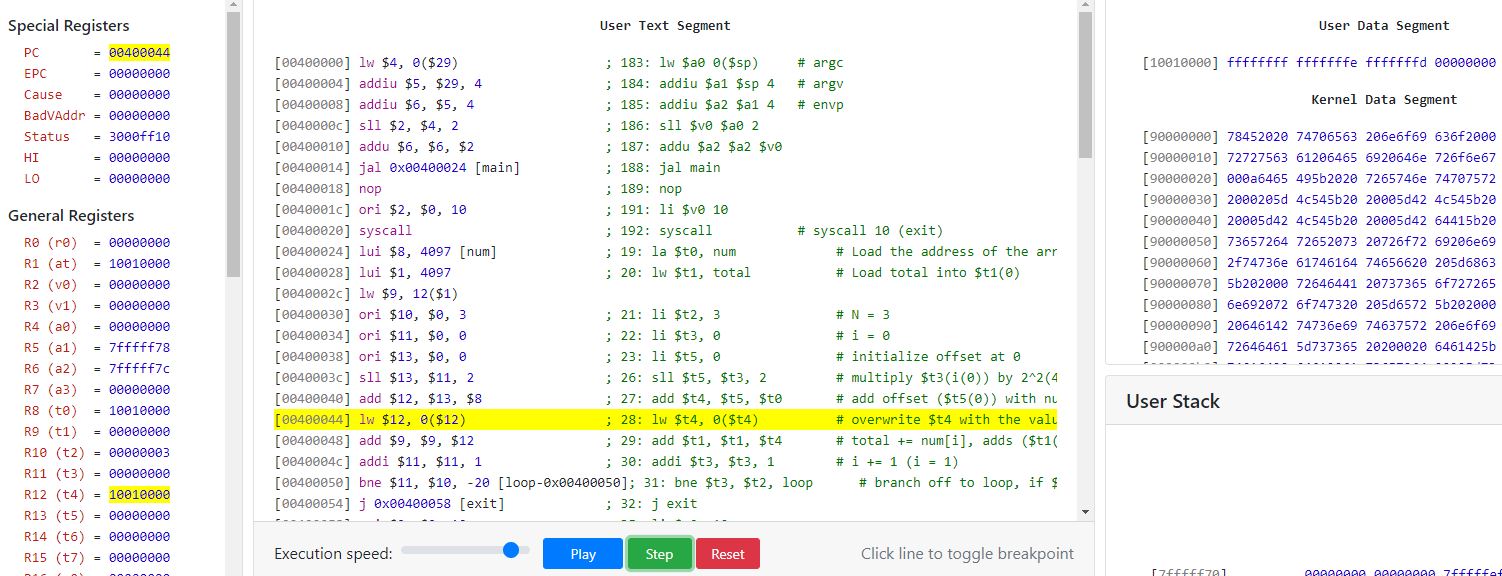 Special Registers
PC = 00400044
EPC = 00000000
Cause = 00000000
BadVAddr = 00000000
Status = 3000ff10
HI = 00000000
LO = 00000000
General Registers
R0 (r0) = 00000000
R1 (at) = 10010000
R2 (v0) = 00000000
R3 (v1) = 00000000
R4 (a0) = 00000000
R5 (a1) = 7fffff78
R6 (a2) = 7fffff7c
R7 (a3) = 00000000
R8 (t0) = 10010000
R9 (t1) = 00000000
R10 (t2) = 00000003
R11 (t3) = 00000000
R12 (t4) = 10010000
R13 (t5) = 00000000
R14 (t6) = 00000000
R15 (t7) = 00000000
User Text Segment
[00400000] lw $4, 0($29) ; 183: lw $a0 0($sp) # argc
[00400004] addiu $5, $29, 4 ; 184: addiu $a1 $sp 4 # argv
[00400008] addiu $6, $5, 4 ; 185: addiu $a2 $a1 4 # envp
[0040000c] sll $2, $4, 2 ; 186: sll $v0 $a0 2
[00400010] addu $6, $6, $2 ; 187: addu $a2 $a2 $v0
[00400014] jal 0x00400024 [main] ; 188: jal main
[00400018] nop ; 189: nop
[0040001c] ori $2, $0, 10 ; 191: li $v0 10
[00400020] syscall ; 192: syscall # syscall 10 (exit)
[00400024] lui $8, 4097 [num] ; 19: la $t0, num # Load the address of the arr
[00400028] lui $1, 4097 ; 20: lw $t1, total # Load total into $t1(0)
[0040002c] lw $9, 12($1)
[00400030] ori $10, $0, 3 ; 21: li $t2, 3 # N = 3
[00400034] ori $11, $0, 0 ; 22: li $t3, 0 # i = 0
[00400038] ori $13, $0, 0 ; 23: li $t5, 0 # initialize offset at 0
[0040003c] sll $13, $11, 2 ; 26: sll $t5, $t3, 2 # multiply $t3(i(0)) by 2^2(4
[00400040] add $12, $13, $8 ; 27: add $t4, $t5, $t0 # add offset ($t5(0)) with nu
[00400044] lw $12, 0($12) ; 28: lw $t4, 0($t4) # overwrite $t4 with the valu
[00400048] add $9, $9, $12 ; 29: add $t1, $t1, $t4 # total += num[i], adds ($t1(
[0040004c] addi $11, $11, 1 ; 30: addi $t3, $t3, 1 # i += 1 (i = 1)
[00400050] bne $11, $10, -20 [loop-0x00400050]; 31: bne $t3, $t2, loop # branch off to loop, if $
[00400054] j 0x00400058 [exit] ; 32: j exit
Execution speed: Play Step Reset Click line to toggle breakpoint
User Data Segment
[10010000] ffffffff fffffffe fffffffd 00000000
Kernel Data Segment
[90000000] 78452020 74706563 206e6f69 636f2000
[90000010] 72727563 61206465 6920646e 726f6e67
[90000020] 000a6465 495b2020 7265746e 74707572
[90000030] 2000205d 4c545b20 20005d42 4c545b20
[90000040] 20005d42 4c545b20 20005d42 64415b20
[90000050] 73657264 72652073 20726f72 69206e69
[90000060] 2f74736e 61746164 74656620 205d6863
[90000070] 5b202000 72646441 20737365 6f727265
[90000080] 6e692072 6f747320 205d6572 5b202000
[90000090] 20646142 74736e69 74637572 206e6f69
[900000a0] 72646461 5d737365 20200020 6461425b
User Stack
[7fffff70] 00000000 00000000 7fffffef